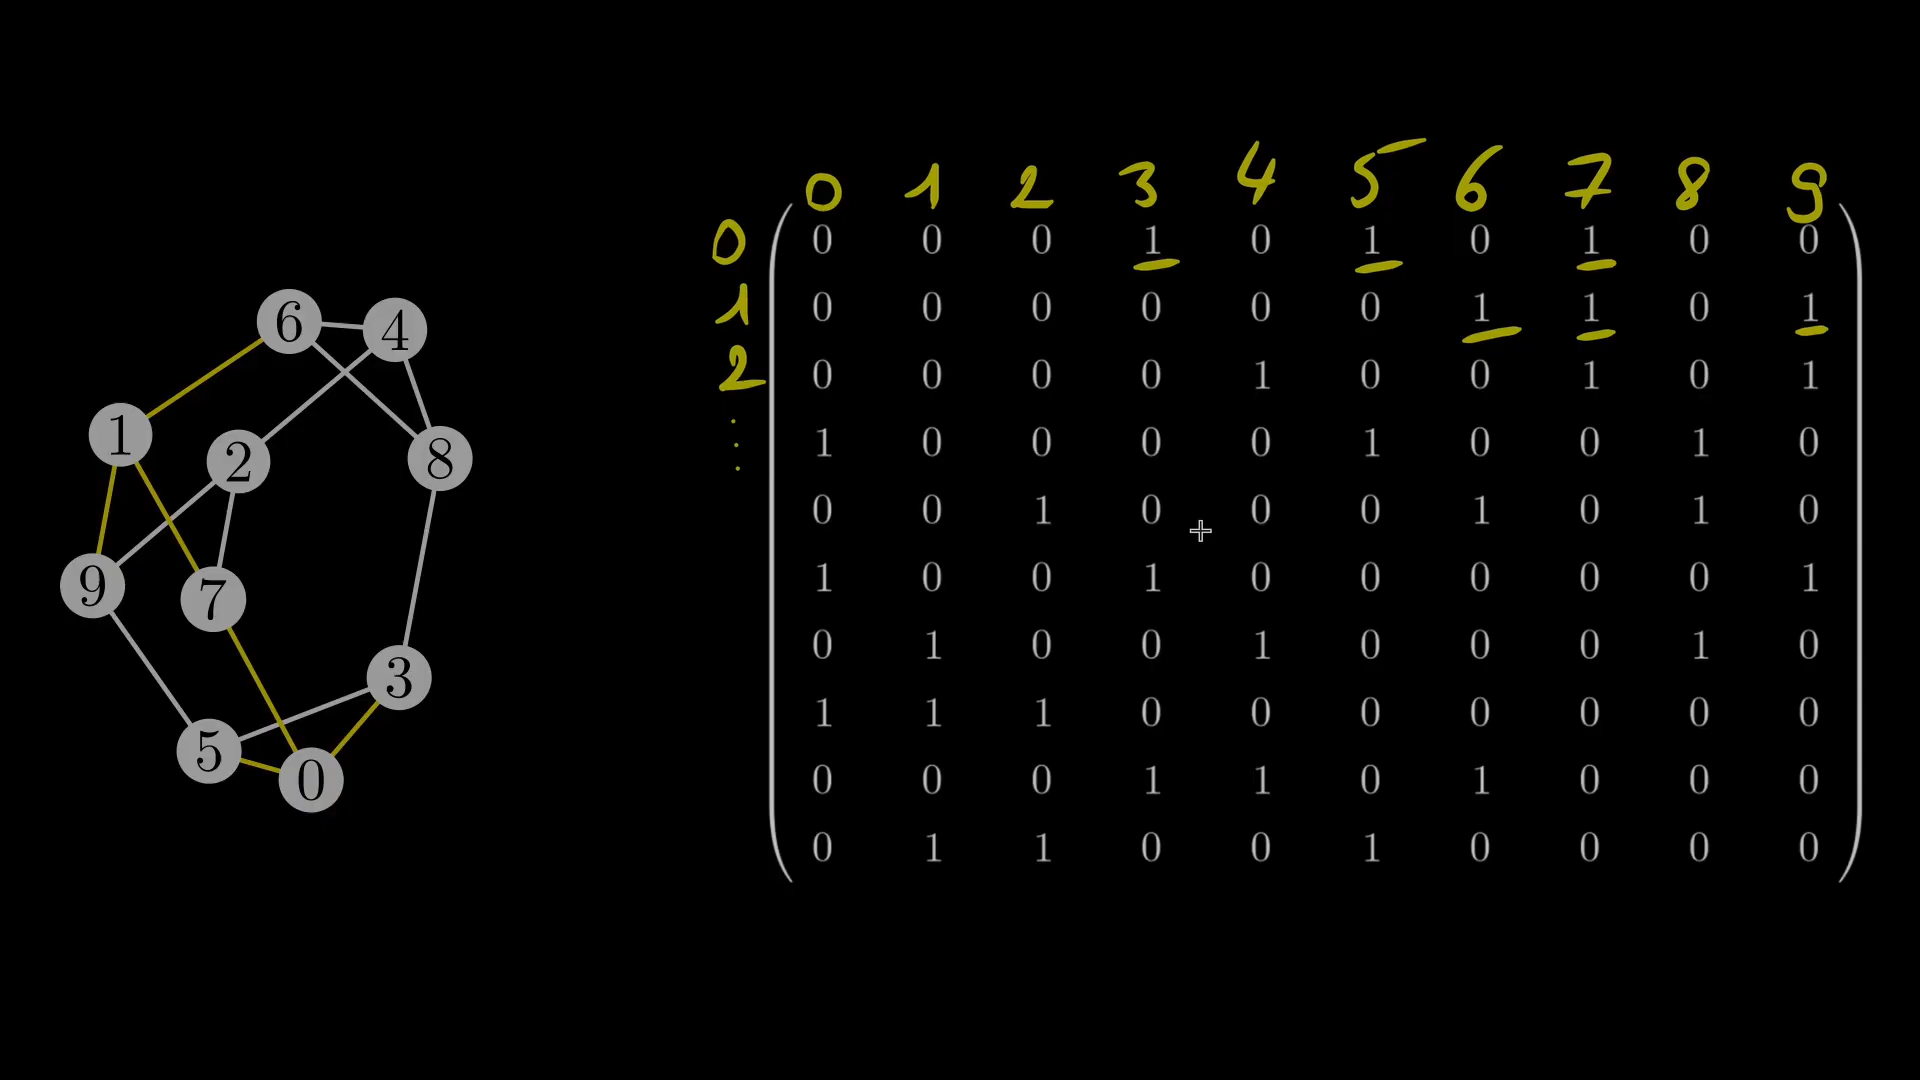 6 4
1
2
8
9
7
3
5
0
0 1 2 3 4 5 6 7 8 9
0 0 0 0 1 0 1 0 1 0 0
1 0 0 0 0 0 0 1 1 0 1
2 0 0 0 0 1 0 0 1 0 1
⋮ 1 0 0 0 0 1 0 0 1 0
0 0 1 0 0 0 1 0 1 0
1 0 0 1 0 0 0 0 0 1
0 1 0 0 1 0 0 0 1 0
1 1 1 0 0 0 0 0 0 0
0 0 0 1 1 0 1 0 0 0
0 1 1 0 0 1 0 0 0 0